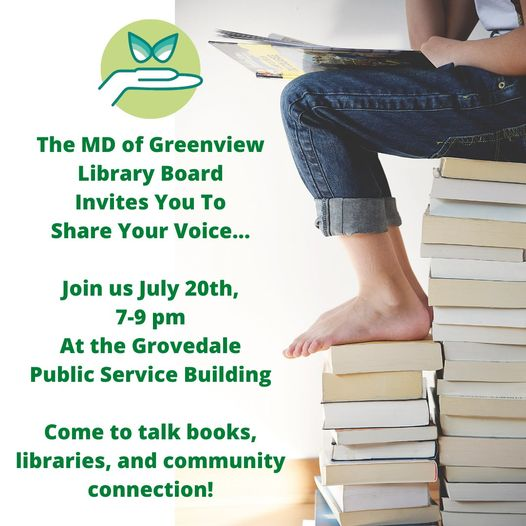 The MD of Greenview
Library Board
Invites You To
Share Your Voice...
Join us July 20th,
7-9 pm
At the Grovedale
Public Service Building
Come to talk books,
libraries, and community
connection!